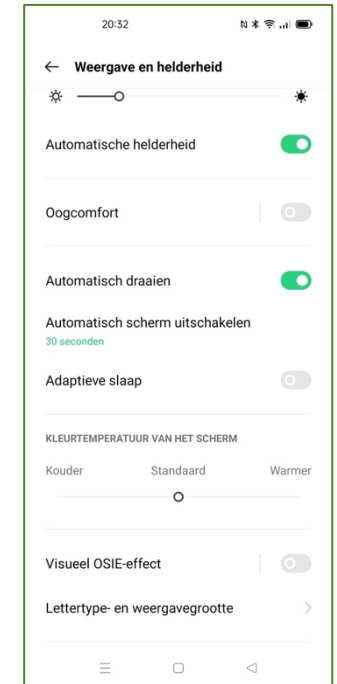 20:32
Weergave en helderheid
Automatische helderheid
Oogcomfort
Automatisch draaien
Automatisch scherm uitschakelen
30 seconden
Adaptieve slaap
KLEURTEMPERATUUR VAN HET SCHERM
Kouder Standaard Warmer
Visueel OSIE-effect
Lettertype- en weergavegrootte